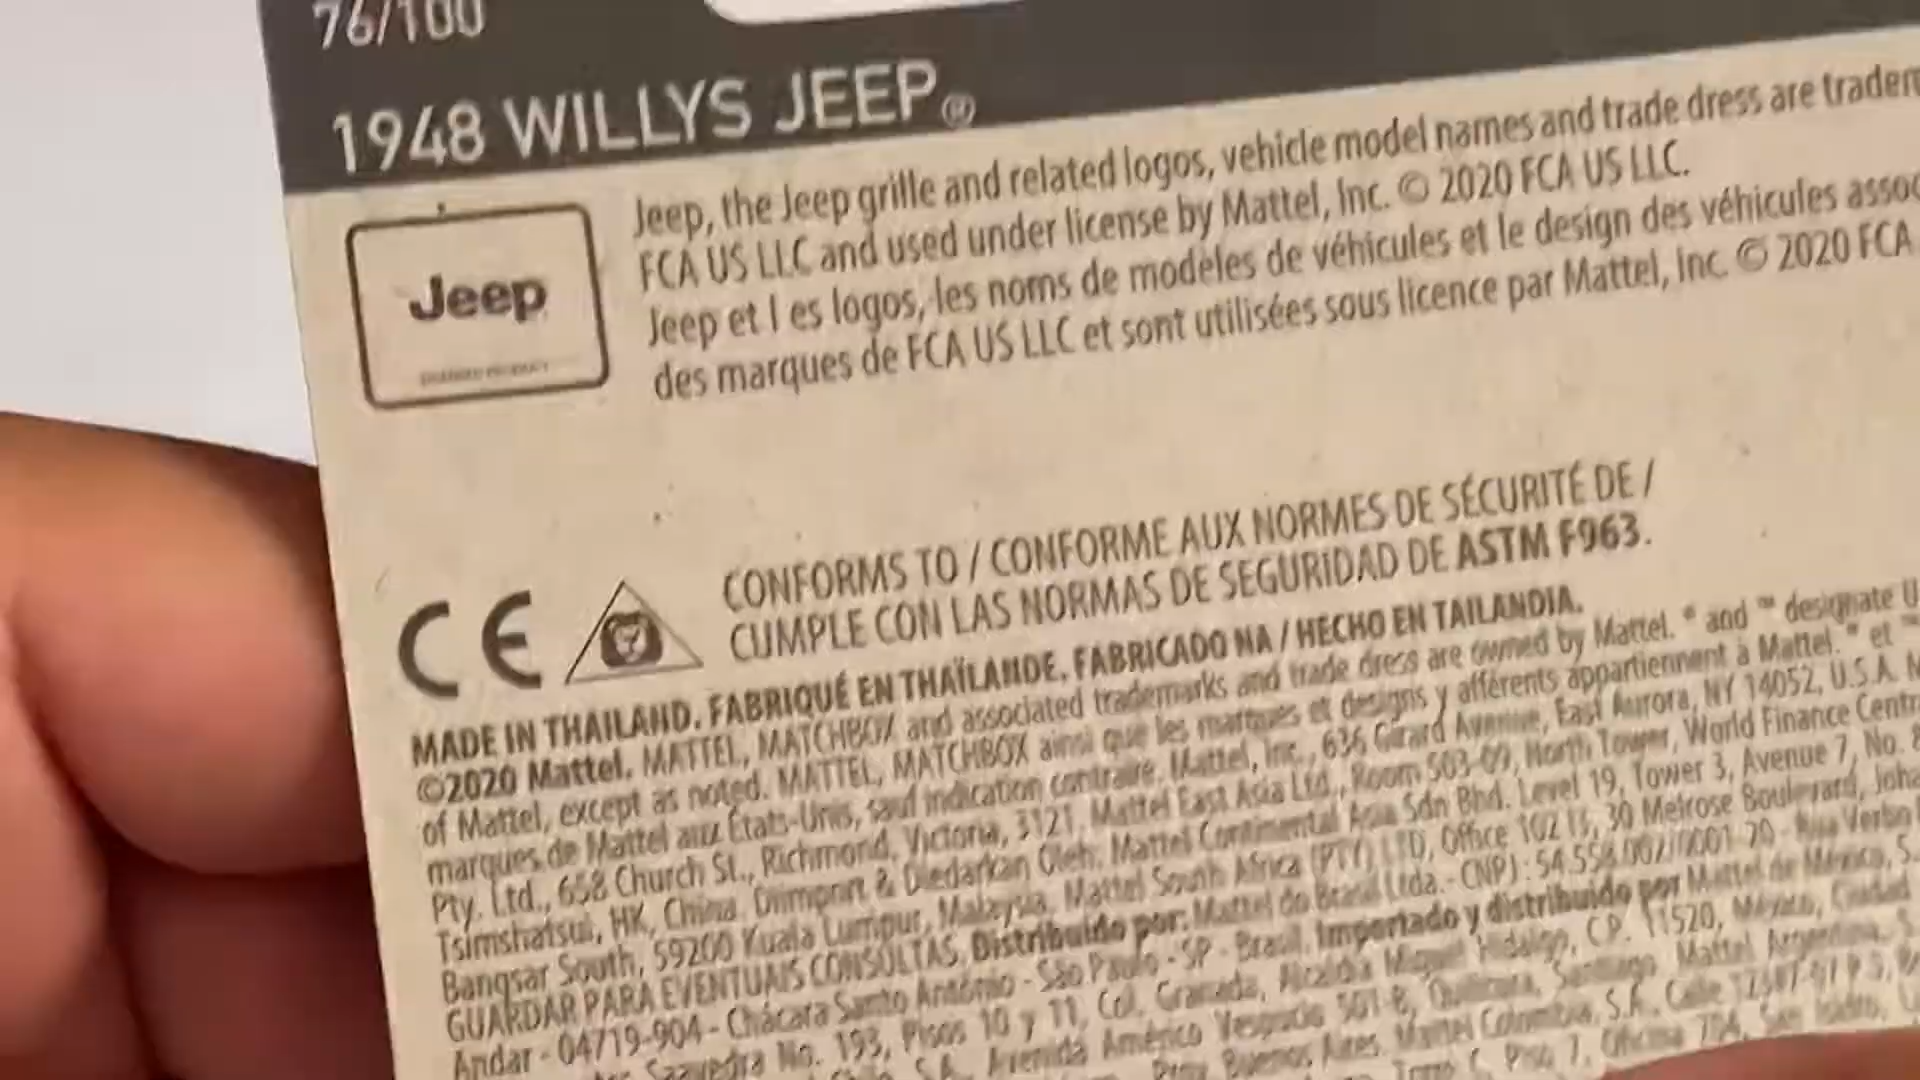 76/100
1948 WILLYS JEEP®
Jeep
Jeep, the Jeep grille and related logos, vehicle model names and trade dress are
FCA US LLC and used under license by Mattel, Inc. © 2020 FCA US LLC.
Jeep et l es logos, les noms de modèles de véhicules et le design des véhicules
des marques de FCA US LLC et sont utilisées sous licence par Mattel, Inc. © 2020 FCA
CE
CONFORMS TO / CONFORME AUX NORMES DE SÉCURITÉ DE /
CUMPLE CON LAS NORMAS DE SEGURIDAD DE ASTM F963.
MADE IN THAILAND. FABRIQUÉ EN THAÏLANDE. FABRICADO NA / HECHO EN TAILANDIA.
©2020 Mattel. MATTEL, MATCHBOX and associated trademarks and trade dress are owned by Mattel. ® and ™ designate
of Mattel, except as noted. MATTEL, MATCHBOX ainsi que les marques et designs y afférents appartiennent à Mattel. ® et ™
marques de Mattel aux États-Unis, sauf indication contraire. Mattel, Inc., 636 Girard Avenue, East Aurora, NY 14052, U.S.A.
Pty. Ltd., 658 Church St., Richmond, Victoria, 3121. Mattel East Asia Ltd., Room 503-09, North Tower, World Finance
Tsimshatsui, HK, China. Diimport & Diedarkan Oleh: Mattel Continental Asia Sdn Bhd. Level 19, Tower 3, Avenue 7, No.
Bangsar South, 59200 Kuala Lumpur, Malaysia. Mattel South Africa (PTY) LTD, Office 102 30 Melrose Boulevard,
GUARDAR PARA EVENTUAIS CONSULTAS. Distribuído por: Mattel do Brasil Ltda.- CNPJ:
Andar - 04719-904 - Chácara Santo Antônio - São Paulo - SP - Brasil. Importado y distribuido por Mattel de México,
Saavedra No. 193, Pisos 10 y 11, Col. Granada, Alcaldía Miguel Hidalgo, C.P. 11520, México, Ciudad
S.A., Avenida Américo Vespucio 501-B, Quilicura, Santiago. Mattel Argentina,
Buenos Aires. Mattel Colombia, S.A., Calle
Piso 7, Oficina